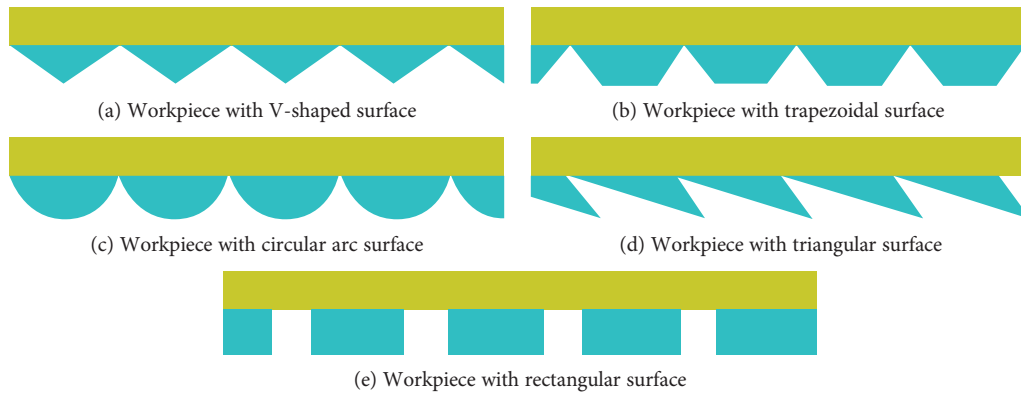 (a) Workpiece with V-shaped surface
(b) Workpiece with trapezoidal surface
(c) Workpiece with circular arc surface
(d) Workpiece with triangular surface
(e) Workpiece with rectangular surface